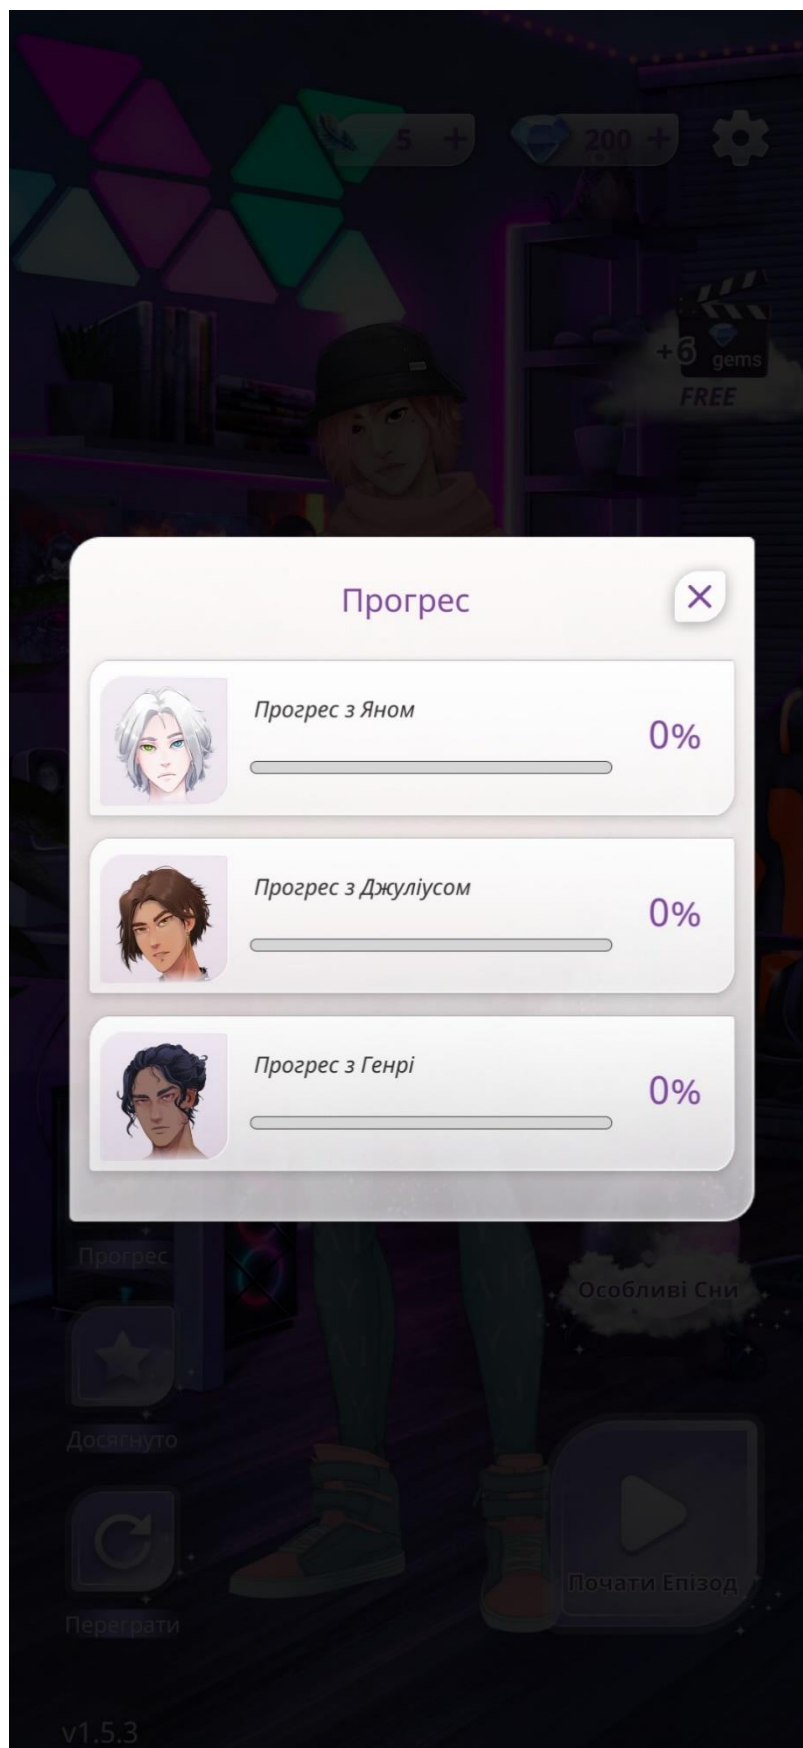 5 +
200 +
+6 gems
FREE
Прогрес
Прогрес з Яном
0%
Прогрес з Джуліусом
0%
Прогрес з Генрі
0%
Прогрес
Особливі Сни
Досягнуто
Почати Епізод
Переграти
v1.5.3